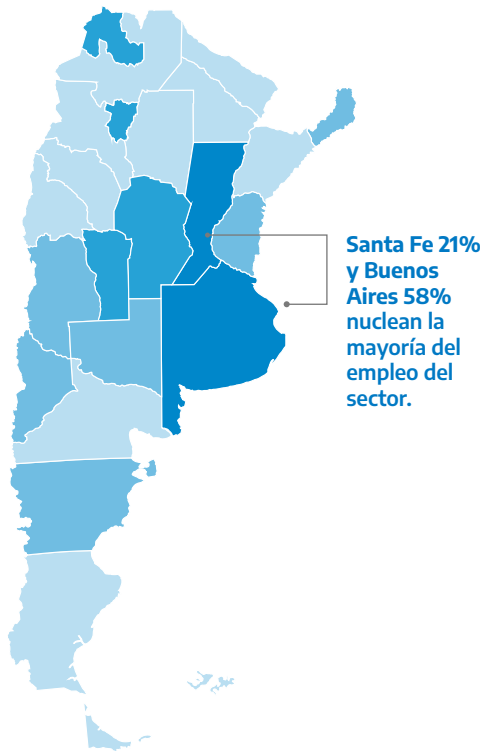 Santa Fe 21%
y Buenos
Aires 58%
nuclean la
mayoría del
empleo del
sector.